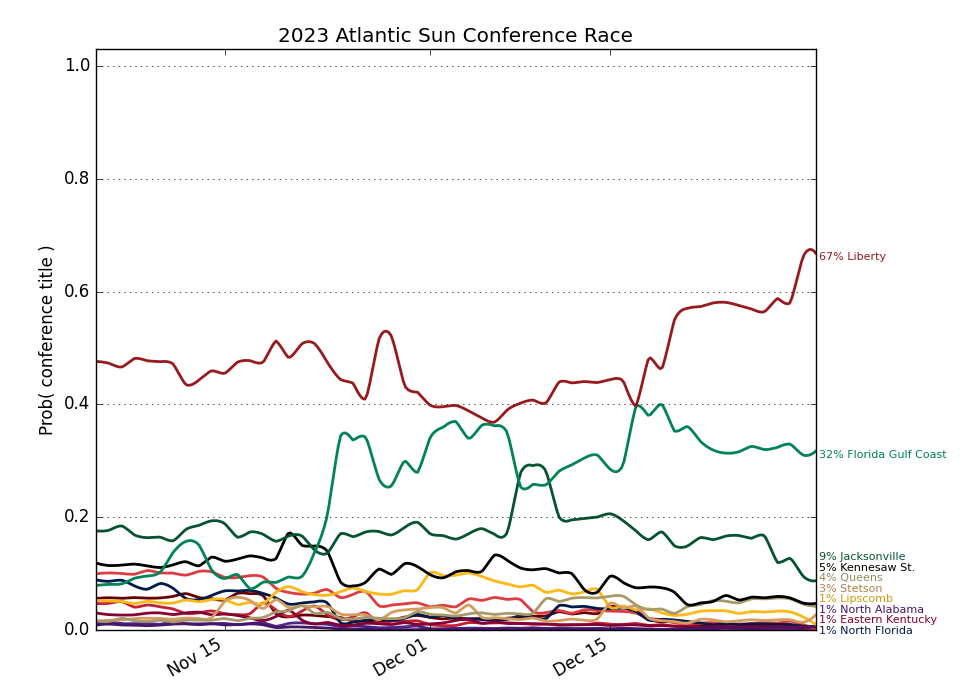 2023 Atlantic Sun Conference Race
Prob( conference title )
1.0
0.8
0.6
0.4
0.2
0.0
Nov 15
Dec 01
Dec 15
67% Liberty
32% Florida Gulf Coast
9% Jacksonville
5% Kennesaw St.
4% Queens
3% Stetson
1% Lipscomb
1% North Alabama
1% Eastern Kentucky
1% North Florida